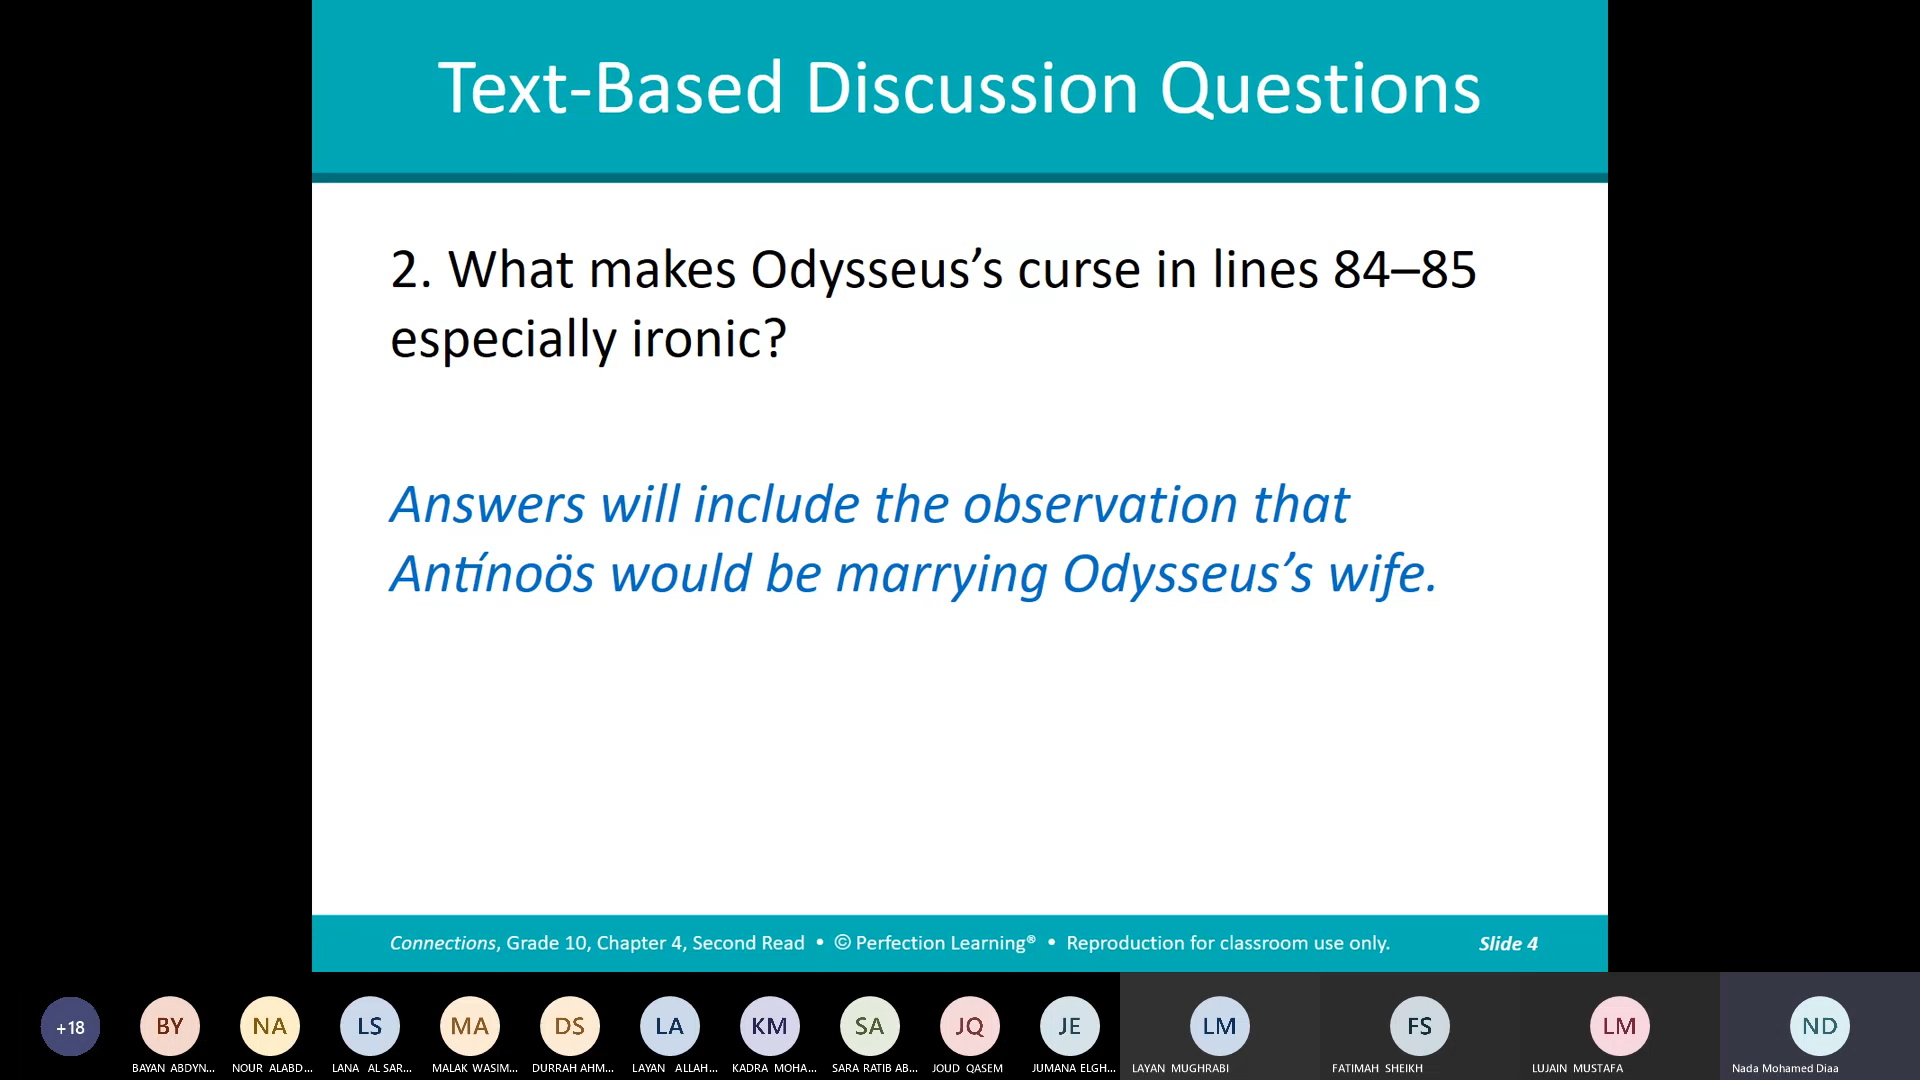 Text-Based Discussion Questions
2. What makes Odysseus’s curse in lines 84–85
especially ironic?
Answers will include the observation that
Antínoös would be marrying Odysseus’s wife.
Connections, Grade 10, Chapter 4, Second Read • © Perfection Learning® • Reproduction for classroom use only. Slide 4
+18 BY NA LS MA DS LA KM SA JQ JE LM FS LM ND
BAYAN ABDYN... NOUR ALABD... LANA AL SAR... MALAK WASIM... DURRAH AHM... LAYAN ALLAH... KADRA MOHA... SARA RATIB AB... JOUD QASEM JUMANA ELGH... LAYAN MUGHRABI FATIMAH SHEIKH LUJAIN MUSTAFA Nada Mohamed Diaa